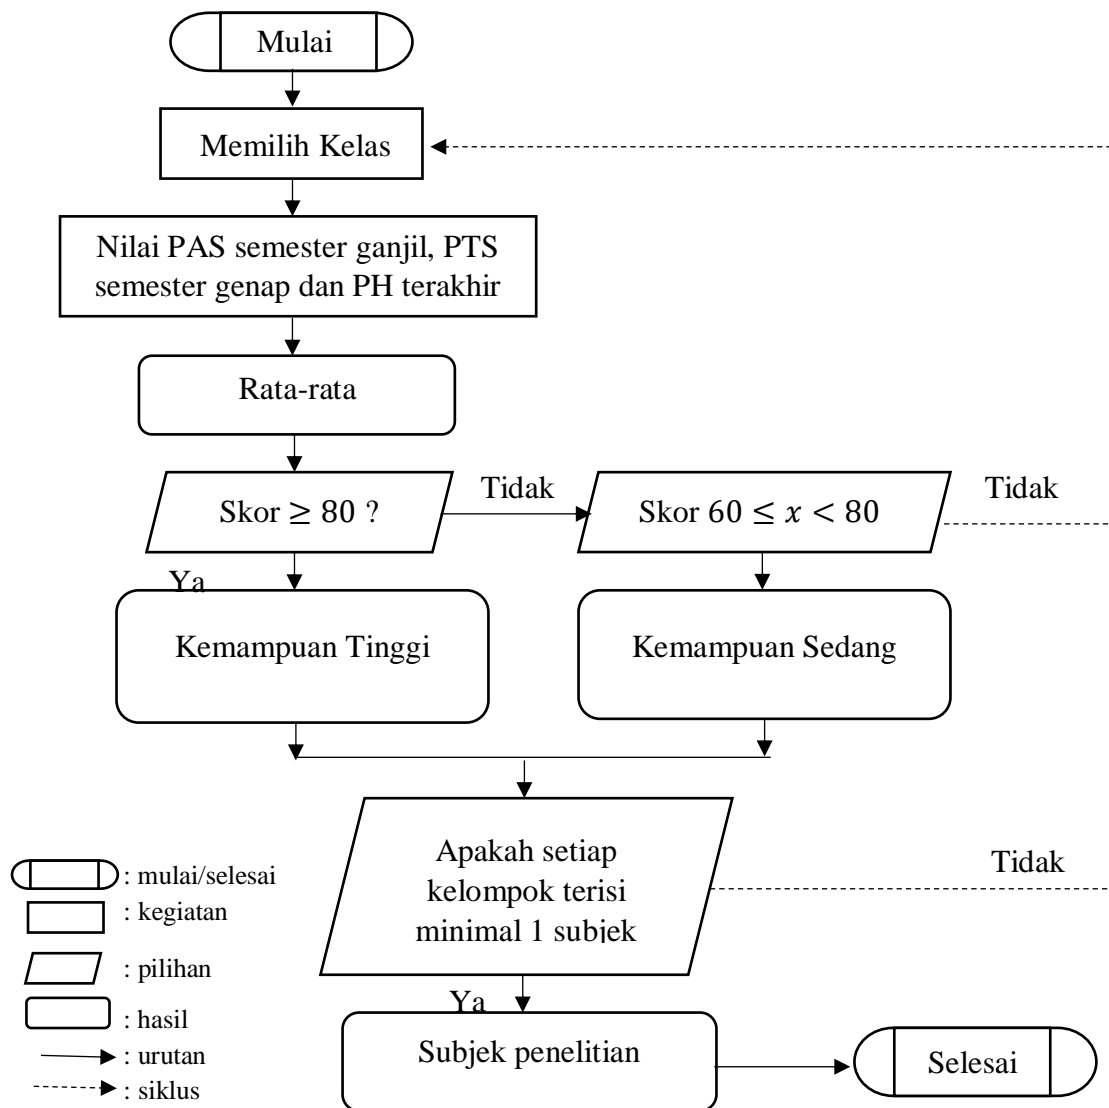 Mulai
Memilih Kelas
Nilai PAS semester ganjil, PTS
semester genap dan PH terakhir
Rata-rata
Skor ≥ 80 ?
Tidak
Skor 60 ≤ x < 80
Tidak
Ya
Kemampuan Tinggi
Kemampuan Sedang
Apakah setiap
kelompok terisi
minimal 1 subjek
Tidak
Ya
Subjek penelitian
Selesai
: mulai/selesai
: kegiatan
: pilihan
: hasil
: urutan
: siklus